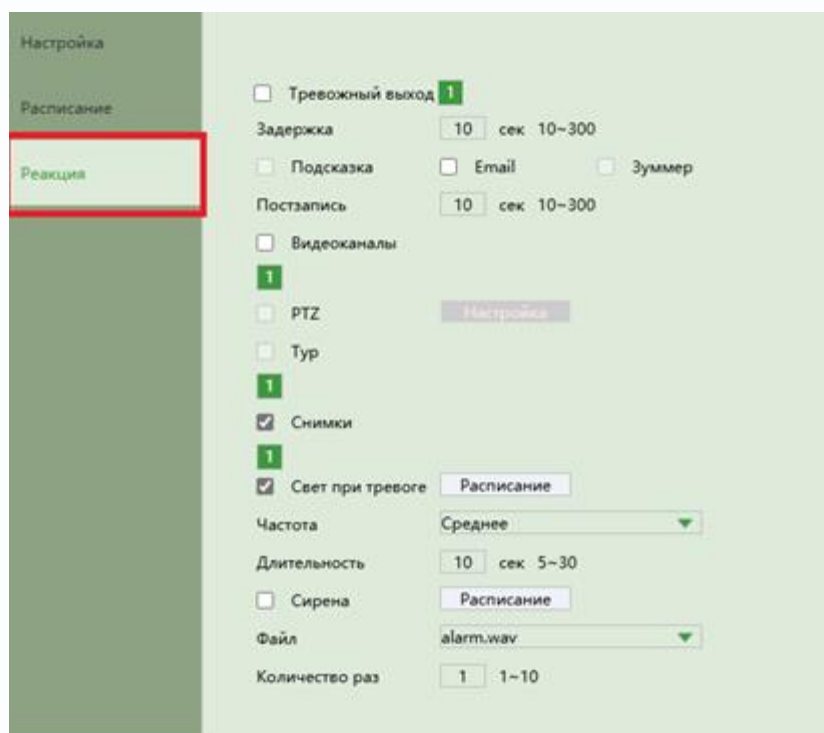 Настройка
Расписание
Реакция
Тревожный выход 1
Задержка 10 сек 10~300
Подсказка Email Зуммер
Постзапись 10 сек 10~300
Видеоканалы
1
PTZ Настройка
Тур
1
Снимки
1
Свет при тревоге Расписание
Частота Среднее
Длительность 10 сек 5~30
Сирена Расписание
Файл alarm.wav
Количество раз 1 1~10